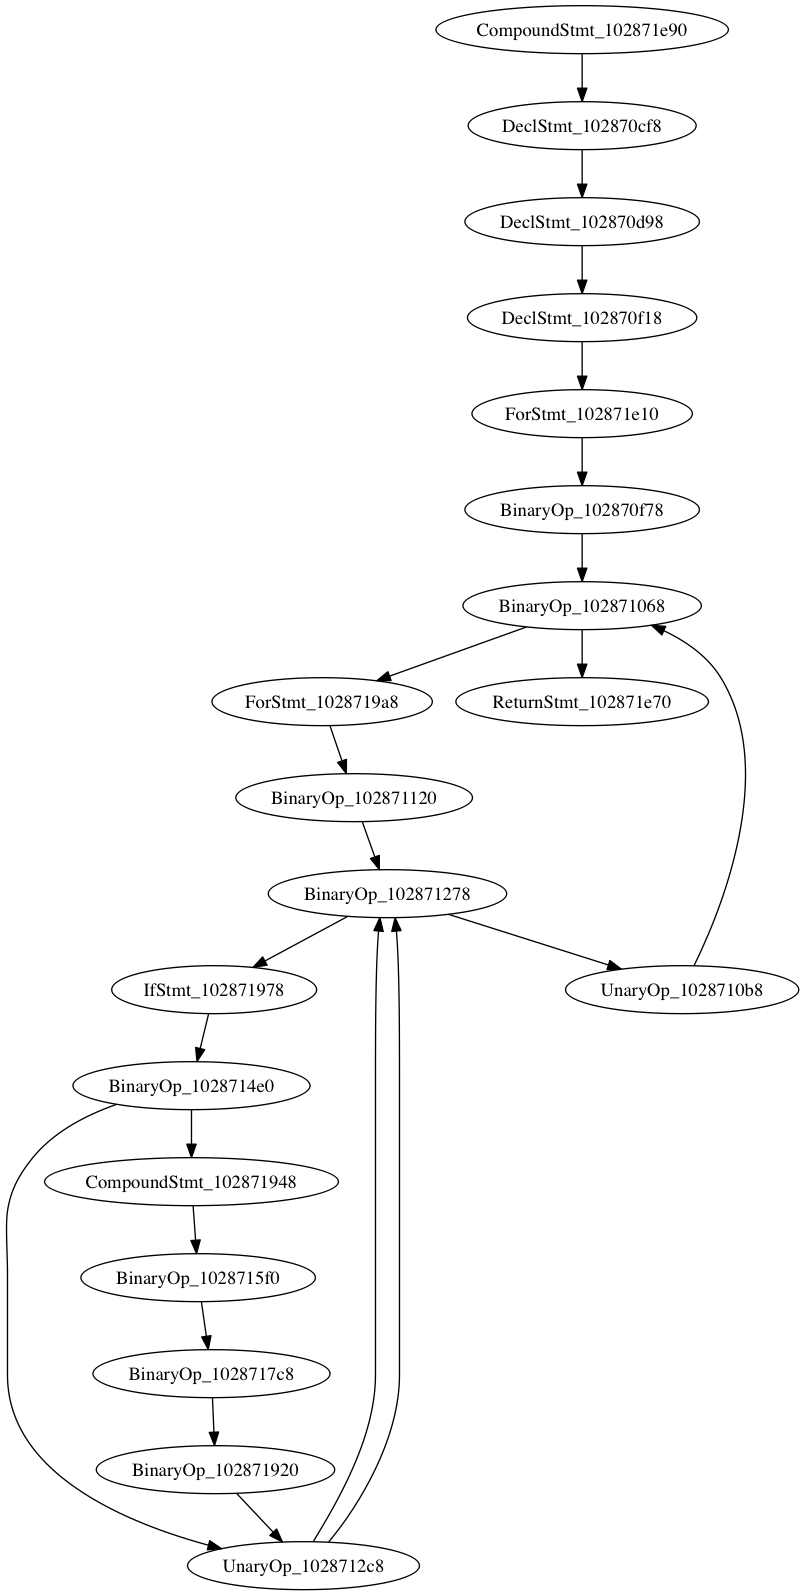 CompoundStmt_102871e90
DeclStmt_102870cf8
DeclStmt_102870d98
DeclStmt_102870f18
ForStmt_102871e10
BinaryOp_102870f78
BinaryOp_102871068
ForStmt_1028719a8
ReturnStmt_102871e70
BinaryOp_102871120
BinaryOp_102871278
IfStmt_102871978
UnaryOp_1028710b8
BinaryOp_1028714e0
CompoundStmt_102871948
BinaryOp_1028715f0
BinaryOp_1028717c8
BinaryOp_102871920
UnaryOp_1028712c8